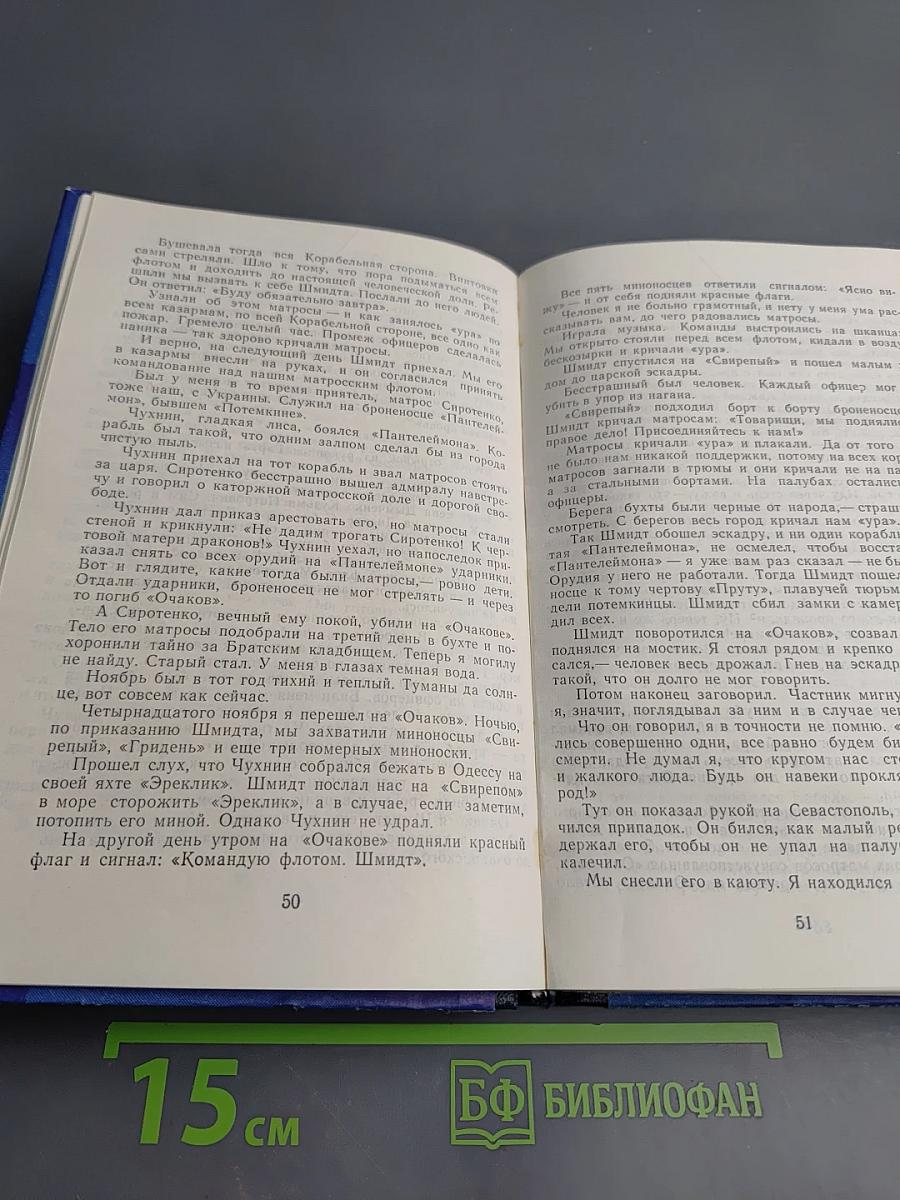 Бушевала тогда вся Корабельная сторона. Винтовки
сами стреляли. Шло к тому, что пора подыматься всем
флотом и доходить до настоящей человеческой доли. Ре-
шили мы вызвать к себе Шмидта. Послали до него людей.
Он ответил: «Буду обязательно завтра».
Узнали об этом матросы — и как занялось «ура» по
всем казармам, по всей Корабельной стороне, все одно как
пожар. Гремело целый час. Промеж офицеров сделалась
паника — так здорово кричали матросы.
И верно, на следующий день Шмидт приехал. Мы его
в казармы внесли на руках, и он согласился принять
командование над нашим матросским флотом.
Был у меня в то время приятель, матрос Сиротенко,
тоже наш, с Украины. Служил на броненосце «Пантелей-
мон», бывшем «Потемкине».
Чухнин, гладкая лиса, боялся «Пантелеймона». Ко-
рабль был такой, что одним залпом сделал бы из города
чистую пыль.
Чухнин приехал на тот корабль и звал матросов стоять
за царя. Сиротенко бесстрашно вышел адмиралу навстре-
чу и говорил о каторжной матросской доле и дорогой сво-
боде.
Чухнин дал приказ арестовать его, но матросы стали
стеной и крикнули: «Не дадим трогать Сиротенко! К чер-
товой матери драконов!» Чухнин уехал, но напоследок при-
казал снять со всех орудий на «Пантелеймоне» ударники.
Вот и глядите, какие тогда были матросы,— ровно дети.
Отдали ударники, броненосец не мог стрелять — и через
то погиб «Очаков».
А Сиротенко, вечный ему покой, убили на «Очакове».
Тело его матросы подобрали на третий день в бухте и по-
хоронили тайно за Братским кладбищем. Теперь я могилу
не найду. Старый стал. У меня в глазах темная вода.
Ноябрь был в тот год тихий и теплый. Туманы да солн-
це, вот совсем как сейчас.
Четырнадцатого ноября я перешел на «Очаков». Ночью,
по приказанию Шмидта, мы захватили миноносцы «Сви-
репый», «Гридень» и еще три номерных миноноски.
Прошел слух, что Чухнин собрался бежать в Одессу на
своей яхте «Эреклик». Шмидт послал нас на «Свирепом»
в море сторожить «Эреклик», а в случае, если заметим,
потопить его миной. Однако Чухнин не удрал.
На другой день утром на «Очакове» подняли красный
флаг и сигнал: «Командую флотом. Шмидт».
50
Все пять миноносцев ответили сигналом: «Ясно ви-
жу» — и от себя подняли красные флаги.
Человек я не больно грамотный, и нету у меня ума рас-
сказывать вам, до чего радовались матросы.
Играла музыка. Команды выстроились на шканцах
Мы открыто стояли перед всем флотом, кидали в возду
бескозырки и кричали «ура».
Шмидт спустился на «Свирепый» и пошел малым
дом до царской эскадры.
Бесстрашный был человек. Каждый офицер мог
убить в упор из нагана.
«Свирепый» подходил борт к борту броненосце
Шмидт кричал матросам: «Товарищи, мы поднялис
правое дело! Присоединяйтесь к нам!»
Матросы кричали «ура» и плакали. Да от того
не было нам никакой поддержки, потому на всех кор
матросов загнали в трюмы и они кричали не на па
а за стальными бортами. На палубах осталис
офицеры.
Берега бухты были черные от народа,— страш
смотреть. С берегов весь город кричал нам «ура».
Так Шмидт обошел эскадру, и ни один корабль
тая «Пантелеймона», не осмелел, чтобы восста
«Пантелеймона» — я уже вам раз сказал — не бы
Орудия у него не работали. Тогда Шмидт пошел
носце к тому чертову «Пруту», плавучей тюрьм
дели потемкинцы. Шмидт сбил замки с камер
дил всех.
Шмидт поворотился на «Очаков», созвал
поднялся на мостик. Я стоял рядом и крепко
сался,— человек весь дрожал. Гнев на эскадр
такой, что он долго не мог говорить.
Потом наконец заговорил. Частник мигну
я, значит, поглядывал за ним и в случае чег
Что он говорил, я в точности не помню. «
лись совершенно одни, все равно будем би
смерти. Не думал я, что кругом нас сто
и жалкого люда. Будь он навеки прокля
род!»
Тут он показал рукой на Севастополь,
чился припадок. Он бился, как малый ре
держал его, чтобы он не упал на палу
калечил.
Мы снесли его в каюту. Я находился
51
15 см
БФ БИБЛИОФАН